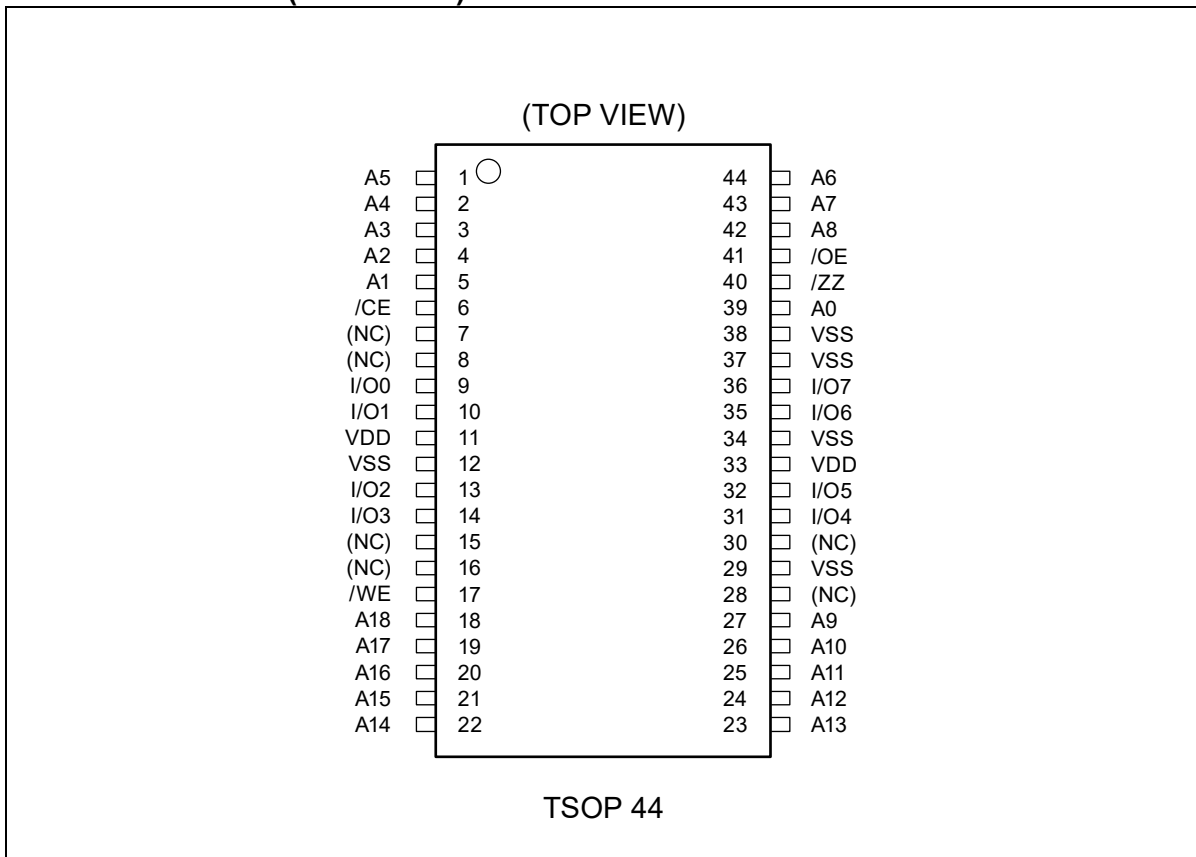 (TOP VIEW)
A5 1 44 A6
A4 2 43 A7
A3 3 42 A8
A2 4 41 /OE
A1 5 40 /ZZ
/CE 6 39 A0
(NC) 7 38 VSS
(NC) 8 37 VSS
I/O0 9 36 I/O7
I/O1 10 35 I/O6
VDD 11 34 VSS
VSS 12 33 VDD
I/O2 13 32 I/O5
I/O3 14 31 I/O4
(NC) 15 30 (NC)
(NC) 16 29 VSS
/WE 17 28 (NC)
A18 18 27 A9
A17 19 26 A10
A16 20 25 A11
A15 21 24 A12
A14 22 23 A13
TSOP 44